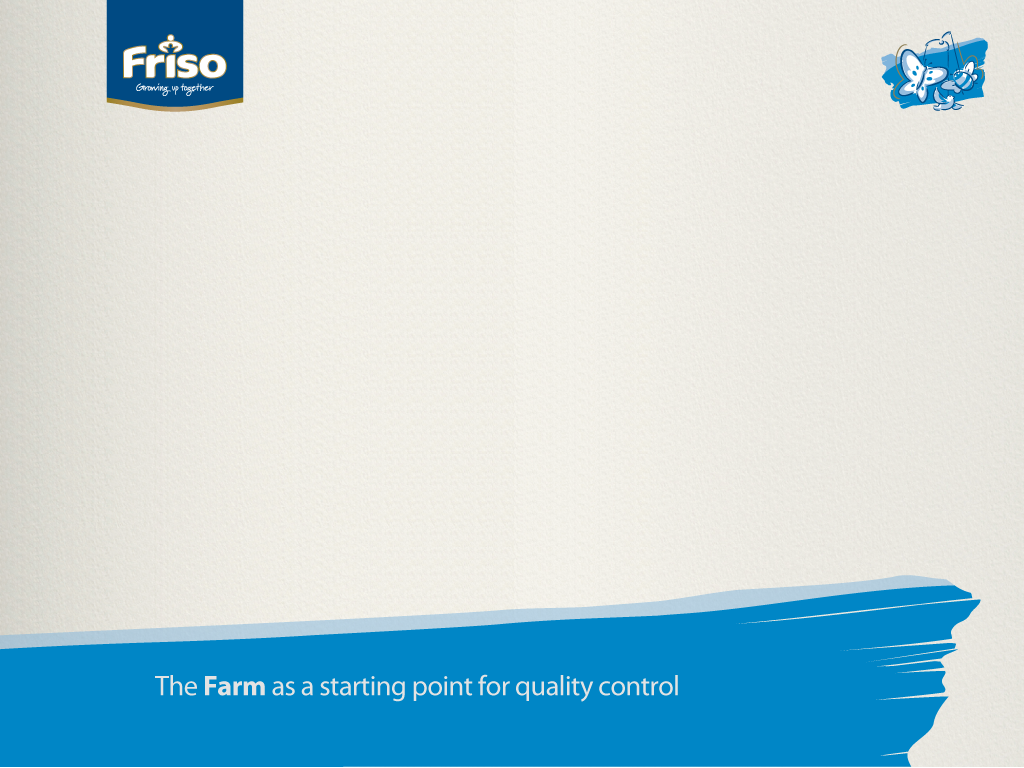 Friso
Growing up together
The Farm as a starting point for quality control